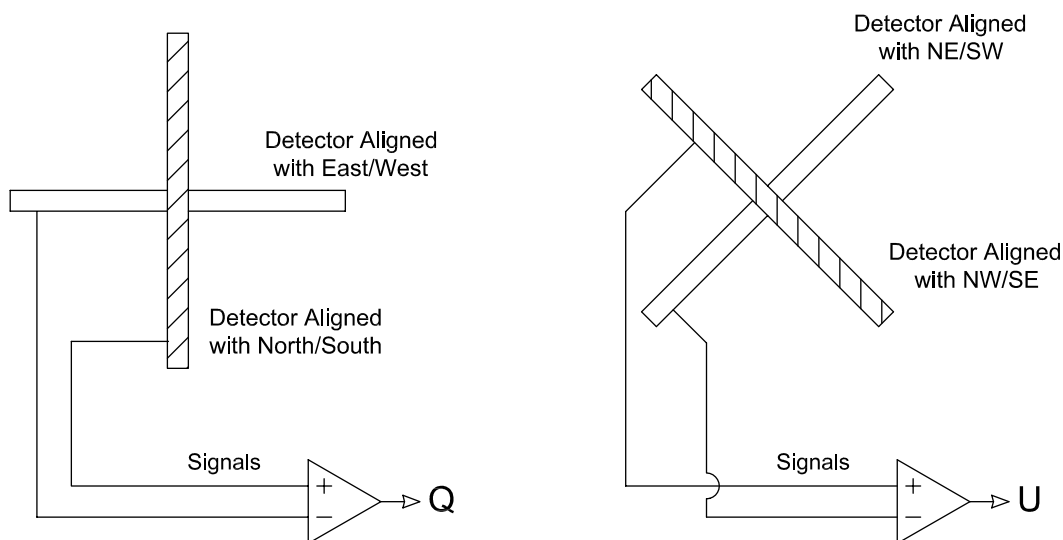 Detector Aligned
with East/West
Detector Aligned
with North/South
Signals
+
−
Q
Detector Aligned
with NE/SW
Detector Aligned
with NW/SE
Signals
+
−
U